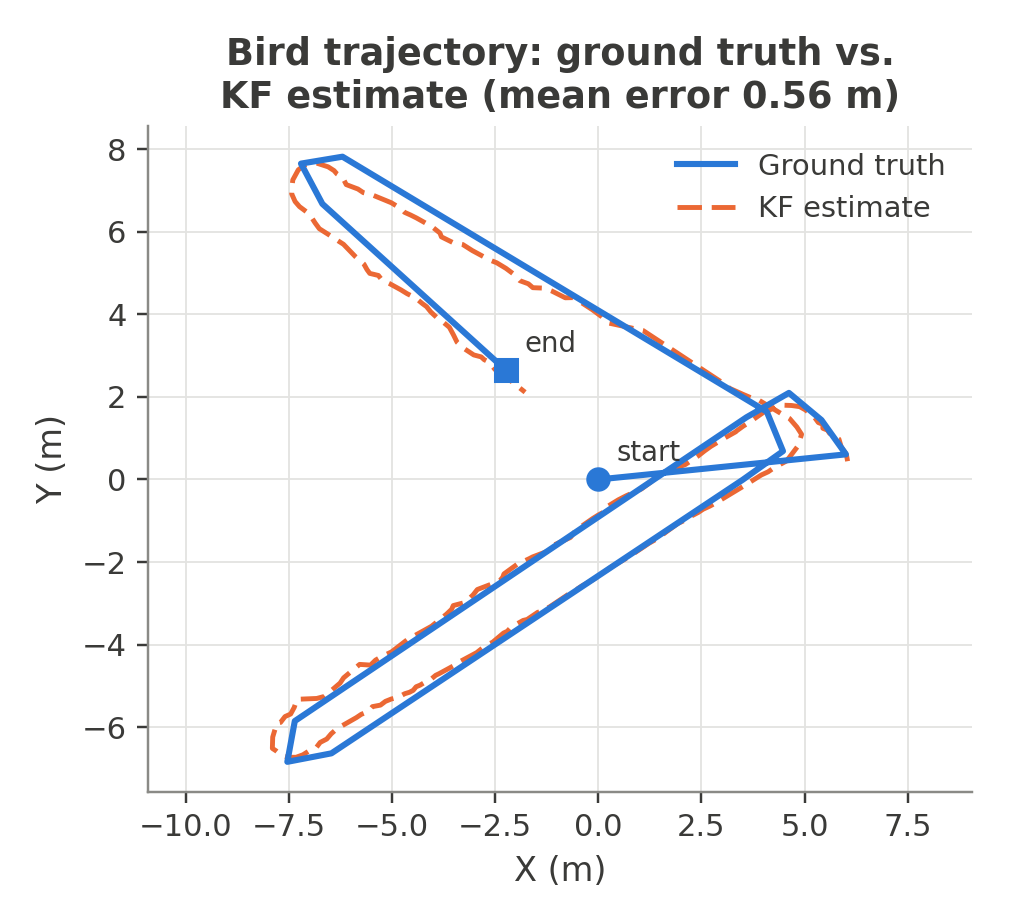 Bird trajectory: ground truth vs.
KF estimate (mean error 0.56 m)
Ground truth
KF estimate
8
6
4
2
0
−2
−4
−6
Y (m)
end
start
−10.0 −7.5 −5.0 −2.5 0.0 2.5 5.0 7.5
X (m)